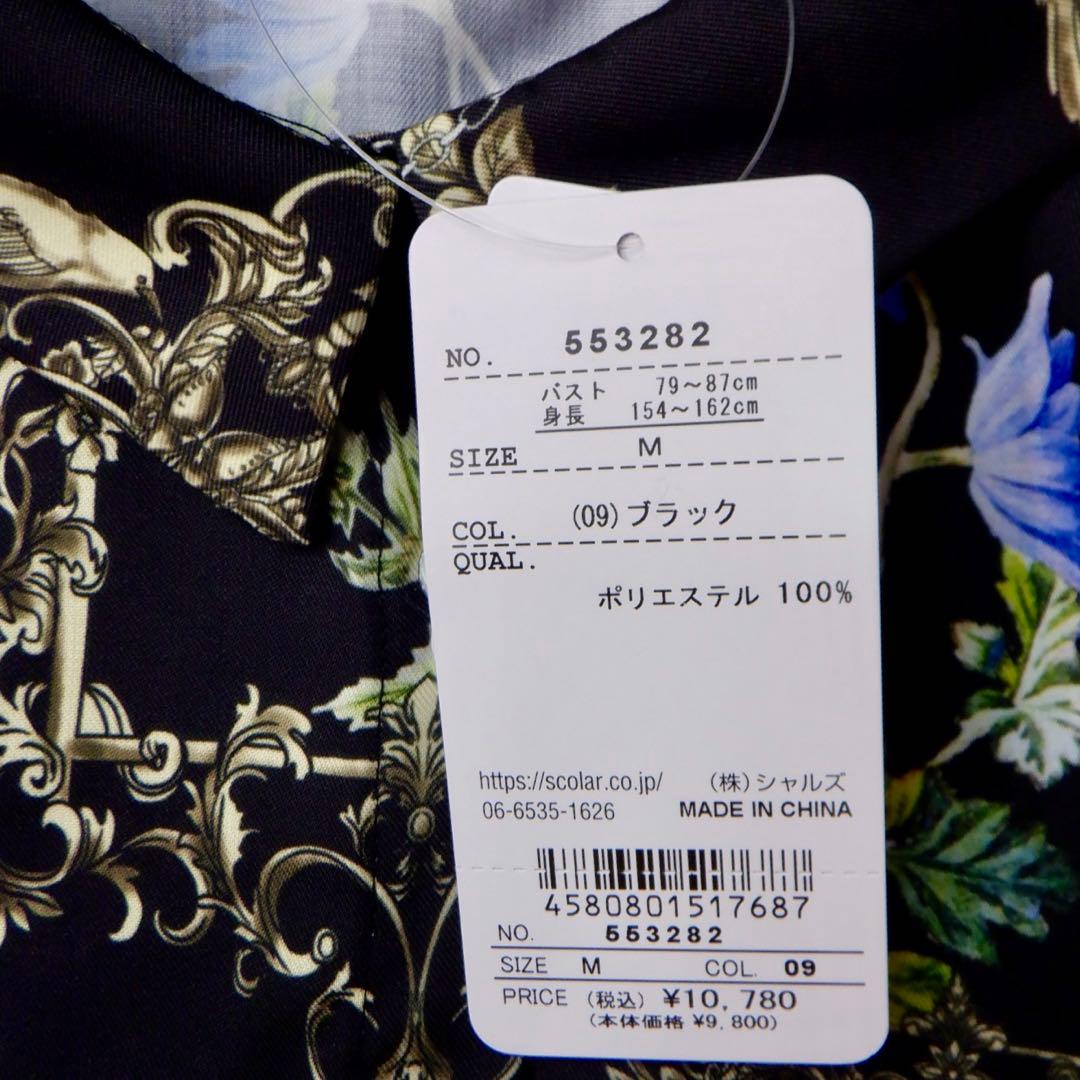 NO. 553282
バスト 79～87cm
身長 154～162cm
SIZE M
COL. (09)ブラック
QUAL.
ポリエステル 100%
https://scolar.co.jp/ (株)シャルズ
06-6535-1626 MADE IN CHINA
4580801517687
NO. 553282
SIZE M COL. 09
PRICE (税込) ¥10,780
(本体価格 ¥9,800)